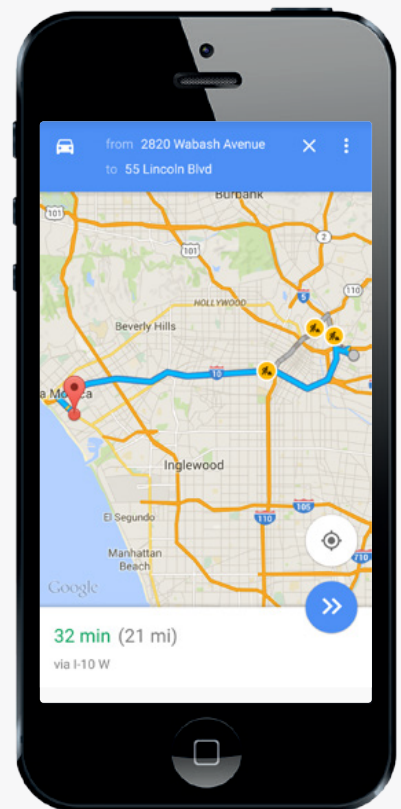 from 2820 Wabash Avenue
to 55 Lincoln Blvd
Burbank
101
101
2
5
110
HOLLYWOOD
Beverly Hills
10
a Monica
Inglewood
El Segundo
105
110
Manhattan
Beach
710
Google
32 min (21 mi)
via I-10 W